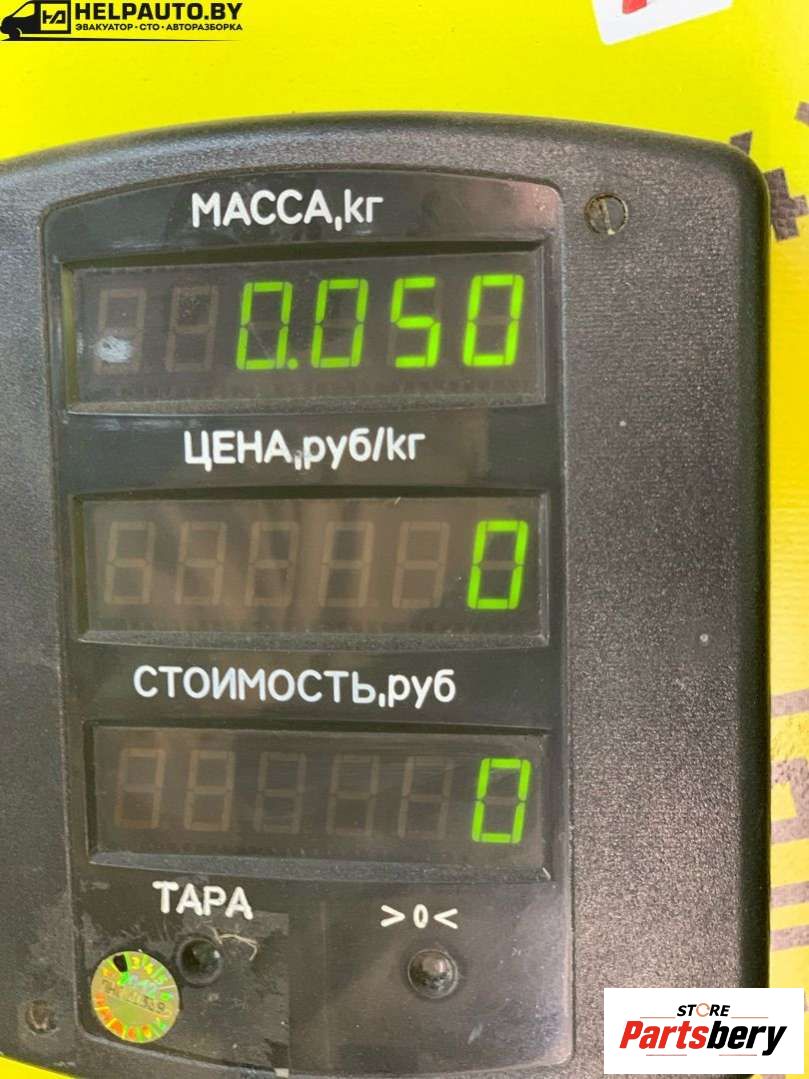 HELPAUTO.BY
ЭВАКУАТОР • СТО • АВТОРАЗБОРКА
МАССА,кг
0.050
ЦЕНА,руб/кг
0
СТОИМОСТЬ,руб
0
ТАРА
>0<
STORE
Partsbery